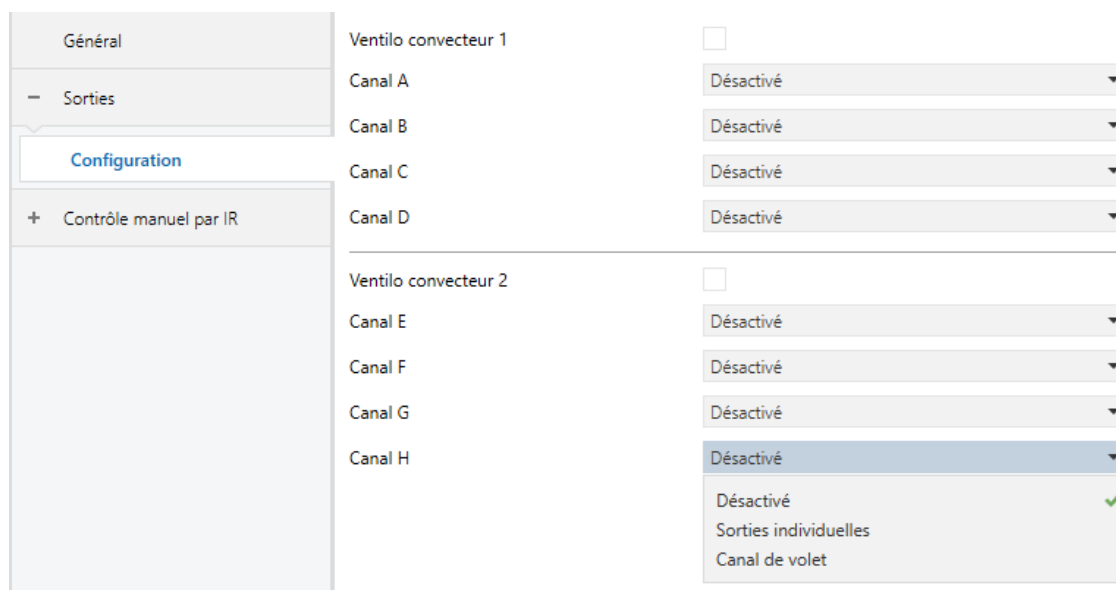 Général
Sorties
Configuration
Contrôle manuel par IR
Ventilo convecteur 1
Canal A Désactivé
Canal B Désactivé
Canal C Désactivé
Canal D Désactivé
Ventilo convecteur 2
Canal E Désactivé
Canal F Désactivé
Canal G Désactivé
Canal H Désactivé
Désactivé
Sorties individuelles
Canal de volet